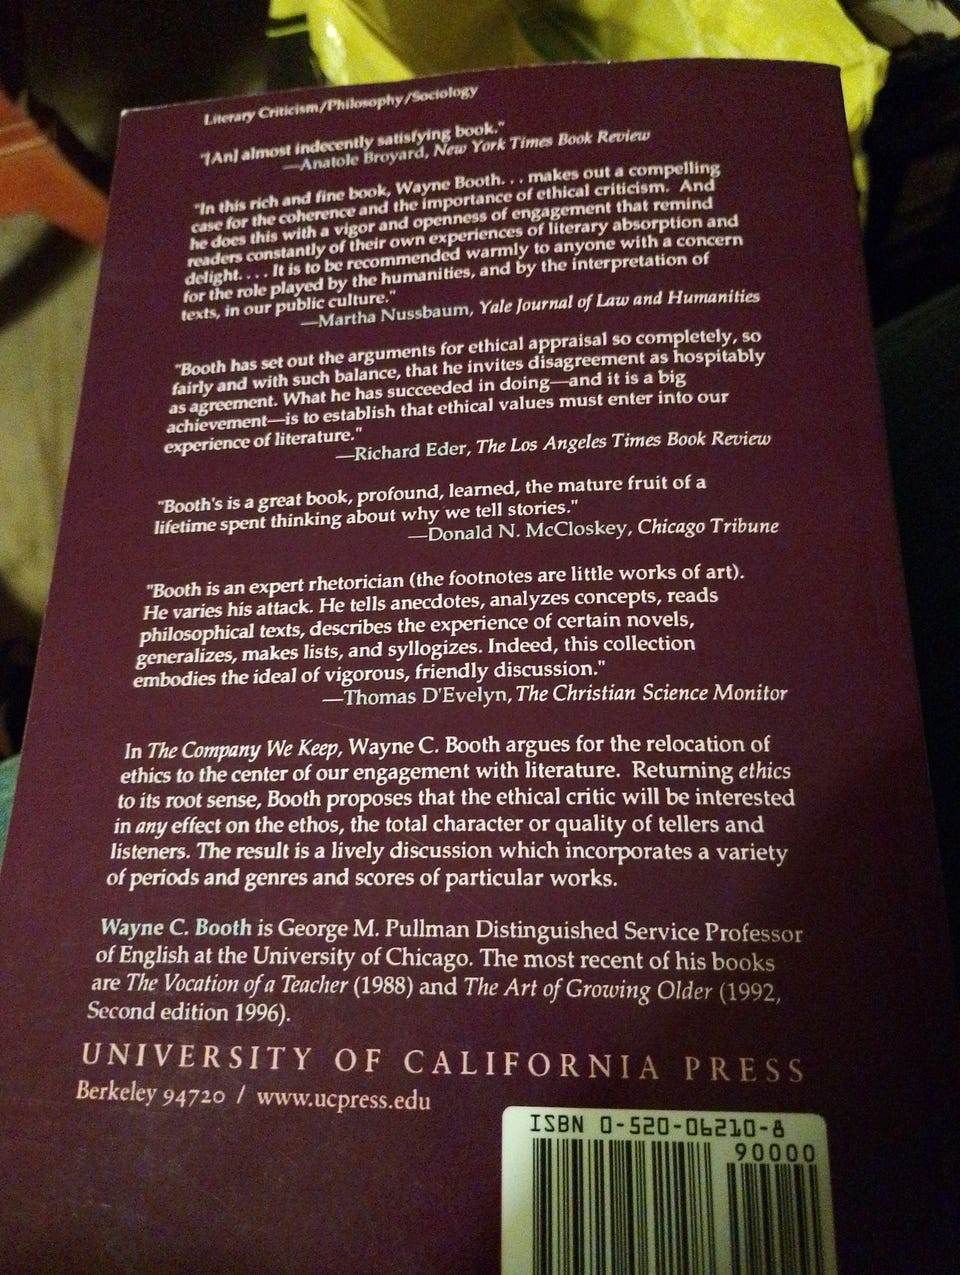 Literary Criticism/Philosophy/Sociology
"[An] almost indecently satisfying book."
—Anatole Broyard, New York Times Book Review
"In this rich and fine book, Wayne Booth. . . makes out a compelling
case for the coherence and the importance of ethical criticism. And
he does this with a vigor and openness of engagement that remind
readers constantly of their own experiences of literary absorption and
delight. . . . It is to be recommended warmly to anyone with a concern
for the role played by the humanities, and by the interpretation of
texts, in our public culture."
—Martha Nussbaum, Yale Journal of Law and Humanities
"Booth has set out the arguments for ethical appraisal so completely, so
fairly and with such balance, that he invites disagreement as hospitably
as agreement. What he has succeeded in doing—and it is a big
achievement—is to establish that ethical values must enter into our
experience of literature."
—Richard Eder, The Los Angeles Times Book Review
"Booth's is a great book, profound, learned, the mature fruit of a
lifetime spent thinking about why we tell stories."
—Donald N. McCloskey, Chicago Tribune
"Booth is an expert rhetorician (the footnotes are little works of art).
He varies his attack. He tells anecdotes, analyzes concepts, reads
philosophical texts, describes the experience of certain novels,
generalizes, makes lists, and syllogizes. Indeed, this collection
embodies the ideal of vigorous, friendly discussion."
—Thomas D'Evelyn, The Christian Science Monitor
In The Company We Keep, Wayne C. Booth argues for the relocation of
ethics to the center of our engagement with literature. Returning ethics
to its root sense, Booth proposes that the ethical critic will be interested
in any effect on the ethos, the total character or quality of tellers and
listeners. The result is a lively discussion which incorporates a variety
of periods and genres and scores of particular works.
Wayne C. Booth is George M. Pullman Distinguished Service Professor
of English at the University of Chicago. The most recent of his books
are The Vocation of a Teacher (1988) and The Art of Growing Older (1992,
Second edition 1996).
UNIVERSITY OF CALIFORNIA PRESS
Berkeley 94720 / www.ucpress.edu
ISBN 0-520-06210-8
90000